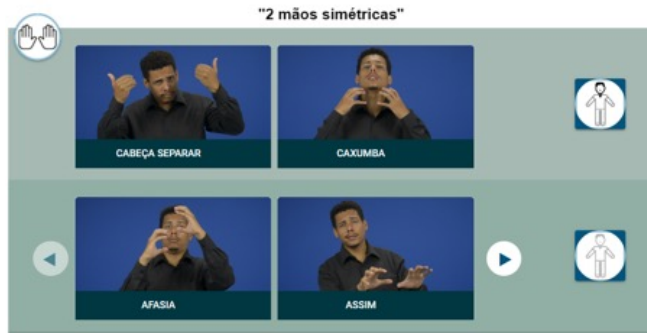 "2 mãos simétricas"
CABEÇA SEPARAR
CAXUMBA
AFASIA
ASSIM